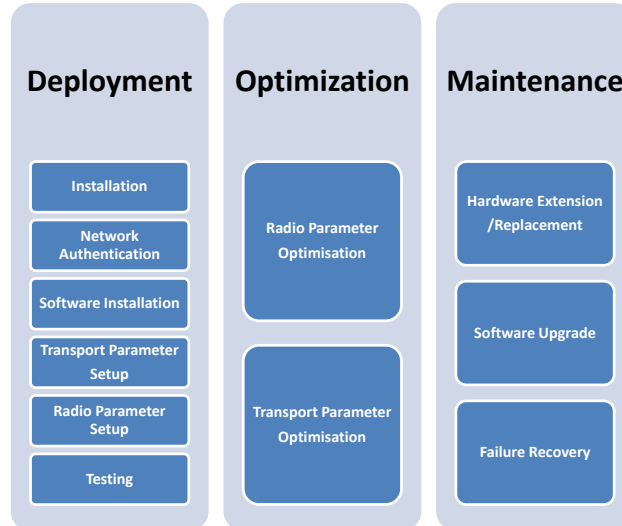 Deployment
Installation
Network
Authentication
Software Installation
Transport Parameter
Setup
Radio Parameter
Setup
Testing
Optimization
Radio Parameter
Optimisation
Transport Parameter
Optimisation
Maintenance
Hardware Extension
/Replacement
Software Upgrade
Failure Recovery